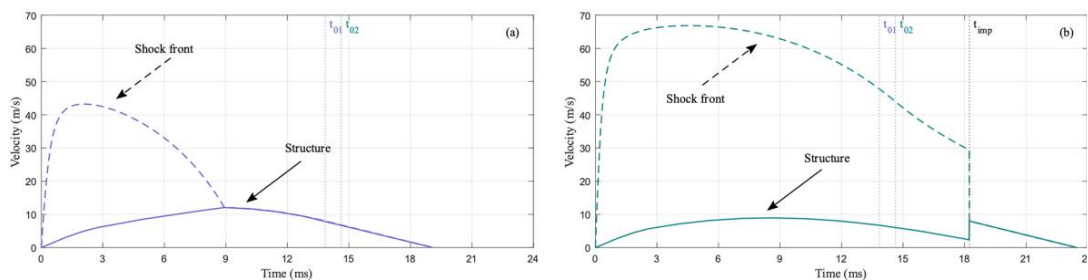 70
60
50
40
30
20
10
0
Velocity (m/s)
0 3 6 9 12 15 18 21 24
Time (ms)
Shock front
Structure
t01 t02
(a)
70
60
50
40
30
20
10
0
Velocity (m/s)
0 3 6 9 12 15 18 21 24
Time (ms)
Shock front
Structure
t01 t02
timp
(b)